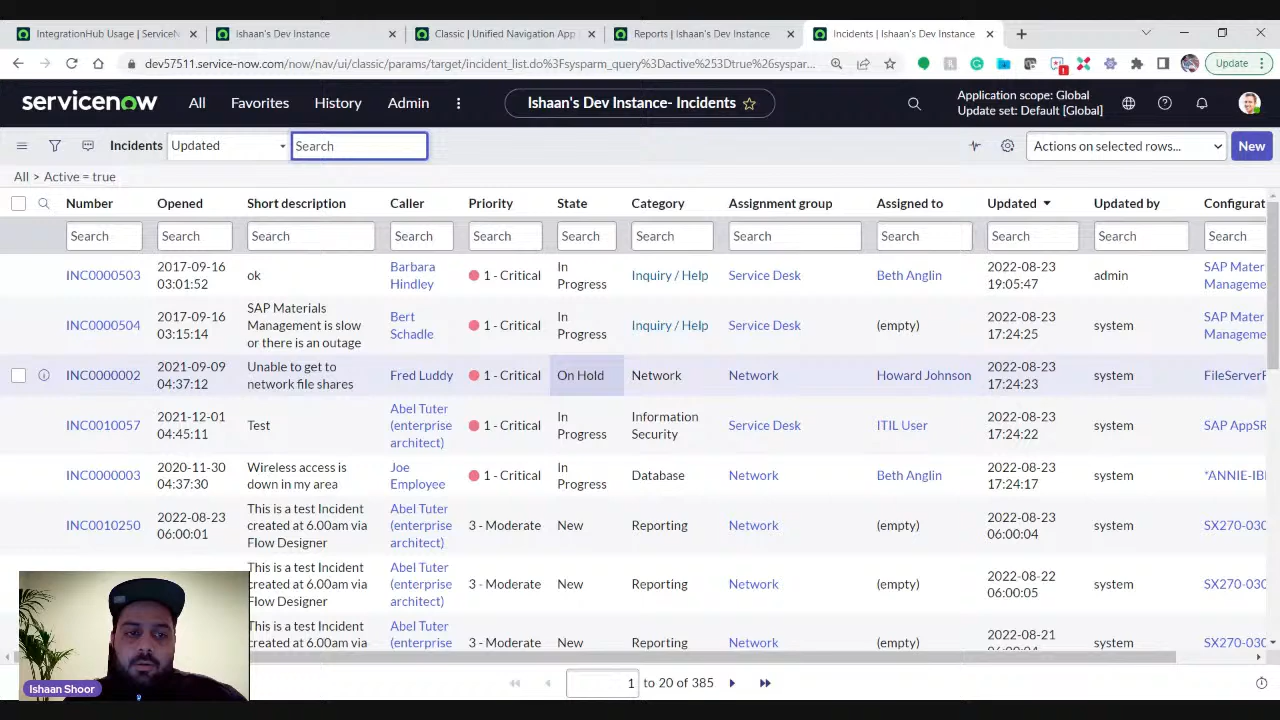 IntegrationHub Usage | ServiceN
Ishaan's Dev Instance
Classic | Unified Navigation App
Reports | Ishaan's Dev Instance
Incidents | Ishaan's Dev Instance
dev57511.service-now.com/now/nav/ui/classic/params/target/incident_list.do%3Fsysparm_query%3Dactive%253Dtrue%26syspar...
1
Update
servicenow
All
Favorites
History
Admin
Ishaan's Dev Instance- Incidents
Application scope: Global
Update set: Default [Global]
Incidents
Updated
Search
Actions on selected rows...
New
All > Active = true
Number Opened Short description Caller Priority State Category Assignment group Assigned to Updated Updated by Configurat
Search Search Search Search Search Search Search Search Search Search Search Search
INC0000503
2017-09-16
03:01:52
ok
Barbara
Hindley
1 - Critical
In
Progress
Inquiry / Help
Service Desk
Beth Anglin
2022-08-23
19:05:47
admin
SAP Mater
Manageme
INC0000504
2017-09-16
03:15:14
SAP Materials
Management is slow
or there is an outage
Bert
Schadle
1 - Critical
In
Progress
Inquiry / Help
Service Desk
(empty)
2022-08-23
17:24:25
system
SAP Mater
Manageme
INC0000002
2021-09-09
04:37:12
Unable to get to
network file shares
Fred Luddy
1 - Critical
On Hold
Network
Network
Howard Johnson
2022-08-23
17:24:23
system
FileServerF
INC0010057
2021-12-01
04:45:11
Test
Abel Tuter
(enterprise
architect)
1 - Critical
In
Progress
Information
Security
Service Desk
ITIL User
2022-08-23
17:24:22
system
SAP AppSR
INC0000003
2020-11-30
04:37:30
Wireless access is
down in my area
Joe
Employee
1 - Critical
In
Progress
Database
Network
Beth Anglin
2022-08-23
17:24:17
system
*ANNIE-IB
INC0010250
2022-08-23
06:00:01
This is a test Incident
created at 6.00am via
Flow Designer
Abel Tuter
(enterprise
architect)
3 - Moderate
New
Reporting
Network
(empty)
2022-08-23
06:00:04
system
SX270-030
This is a test Incident
created at 6.00am via
Flow Designer
Abel Tuter
(enterprise
architect)
3 - Moderate
New
Reporting
Network
(empty)
2022-08-22
06:00:05
system
SX270-030
This is a test Incident
created at 6.00am via
Abel Tuter
(enterprise
3 - Moderate
New
Reporting
Network
(empty)
2022-08-21
system
SX270-030
Ishaan Shoor
1 to 20 of 385